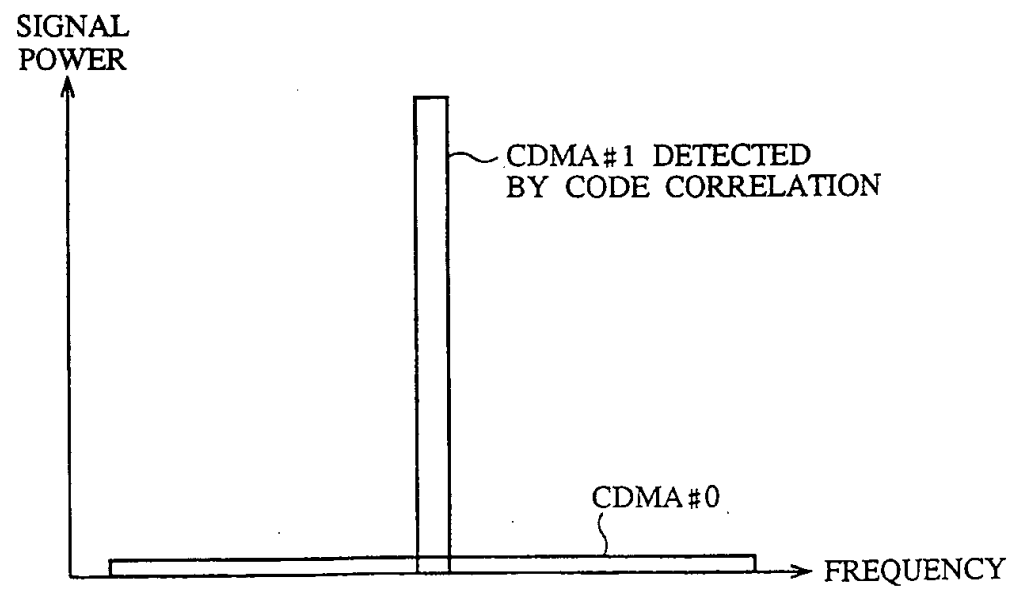 SIGNAL
POWER
CDMA#1 DETECTED
BY CODE CORRELATION
CDMA#0
FREQUENCY